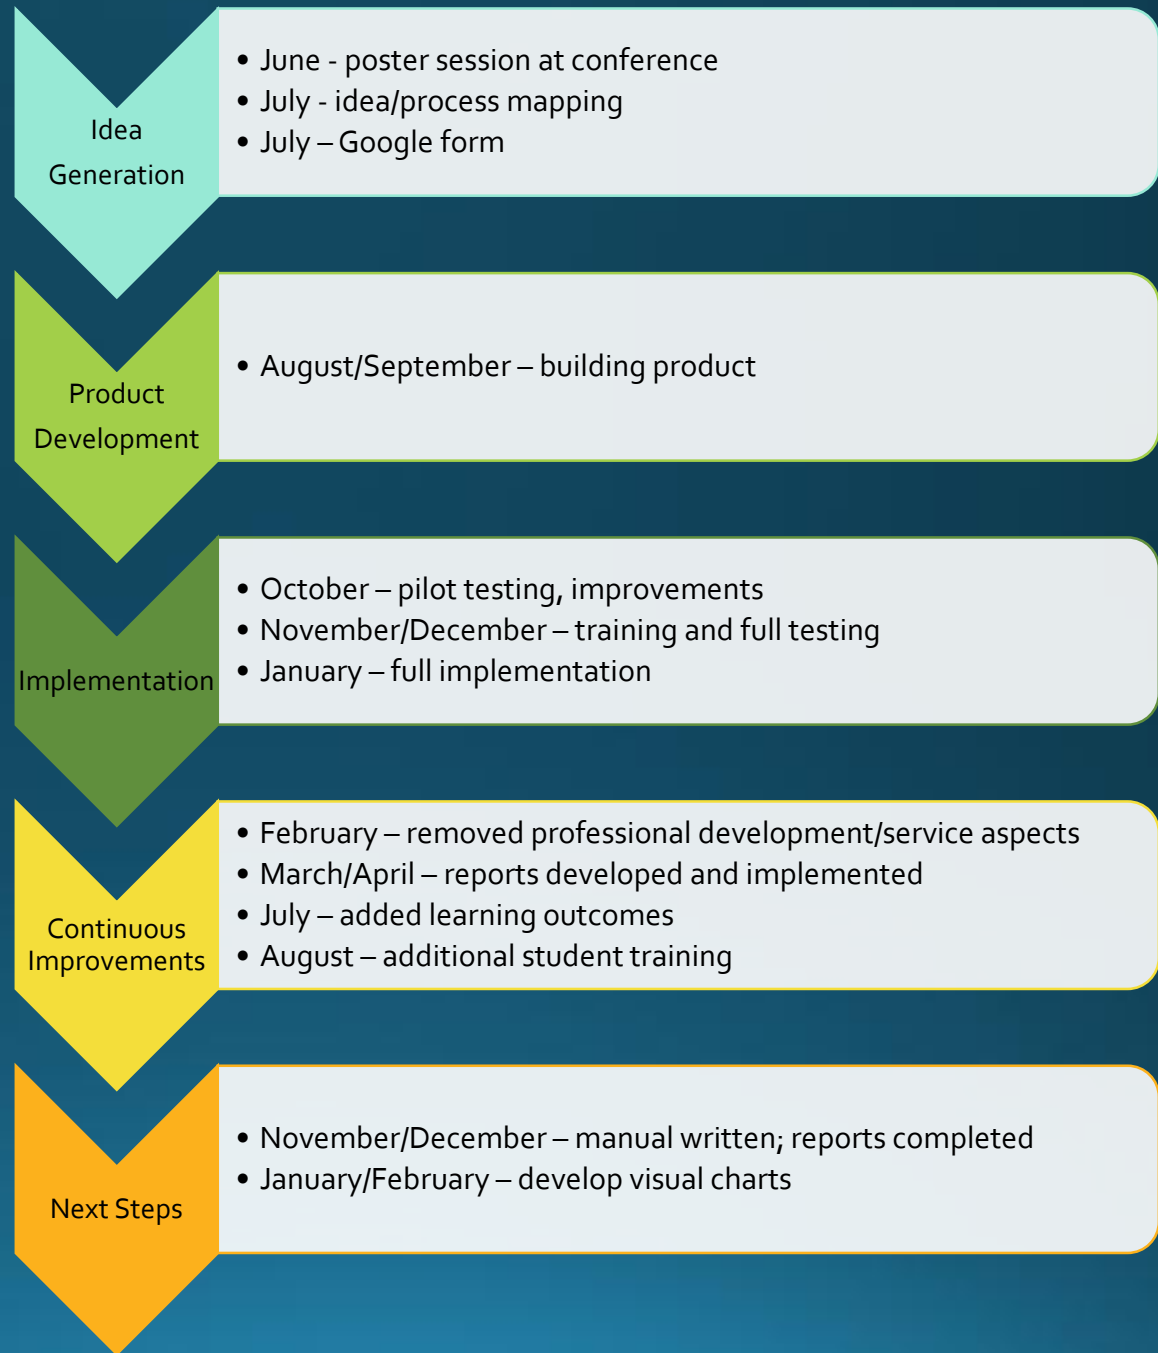 Idea
Generation
• June - poster session at conference
• July - idea/process mapping
• July – Google form
Product
Development
• August/September – building product
Implementation
• October – pilot testing, improvements
• November/December – training and full testing
• January – full implementation
Continuous
Improvements
• February – removed professional development/service aspects
• March/April – reports developed and implemented
• July – added learning outcomes
• August – additional student training
Next Steps
• November/December – manual written; reports completed
• January/February – develop visual charts